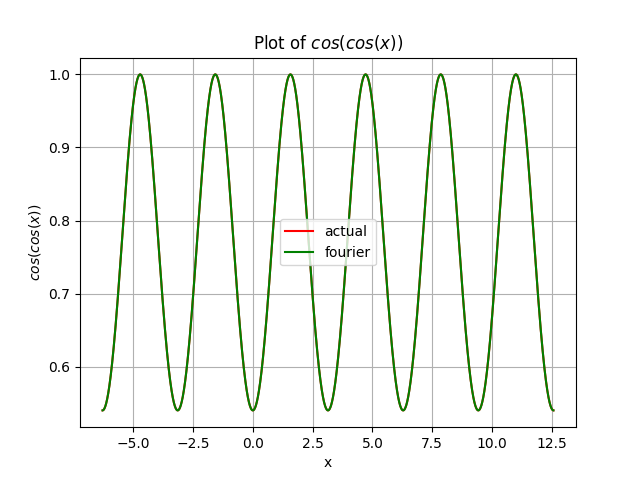 Plot of cos(cos(x))
cos(cos(x))
1.0
0.9
0.8
0.7
0.6
actual
fourier
−5.0 −2.5 0.0 2.5 5.0 7.5 10.0 12.5
x